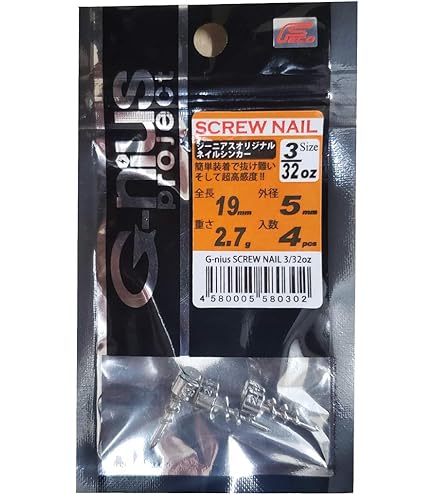 GECO
G-nius
project
SCREW NAIL
ジーニアスオリジナル
ネイルシンカー
3 Size
32oz
簡単装着で抜け難い
そして超高感度!!
全長 19mm 外径 5mm
重さ 2.7g 入数 4pcs
G-nius SCREW NAIL 3/32oz
4 580005 580302